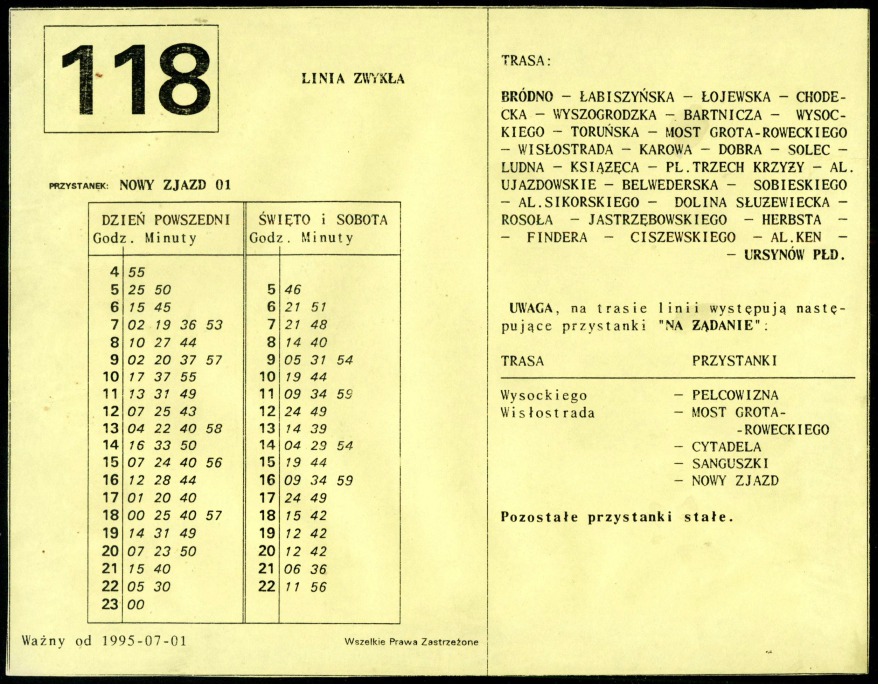 118
LINIA ZWYKŁA
PRZYSTANEK: NOWY ZJAZD 01
DZIEŃ POWSZEDNI
Godz. Minuty
4 55
5 25 50
6 15 45
7 02 19 36 53
8 10 27 44
9 02 20 37 57
10 17 37 55
11 13 31 49
12 07 25 43
13 04 22 40 58
14 16 33 50
15 07 24 40 56
16 12 28 44
17 01 20 40
18 00 25 40 57
19 14 31 49
20 07 23 50
21 15 40
22 05 30
23 00
ŚWIĘTO i SOBOTA
Godz. Minuty
5 46
6 21 51
7 21 48
8 14 40
9 05 31 54
10 19 44
11 09 34 59
12 24 49
13 14 39
14 04 29 54
15 19 44
16 09 34 59
17 24 49
18 15 42
19 12 42
20 12 42
21 06 36
22 11 56
Ważny od 1995-07-01
Wszelkie Prawa Zastrzeżone
TRASA:
BRÓDNO – ŁABISZYŃSKA – ŁOJEWSKA – CHODE-
CKA – WYSZOGRODZKA – BARTNICZA – WYSOC-
KIEGO – TORUŃSKA – MOST GROTA-ROWECKIEGO
– WISŁOSTRADA – KAROWA – DOBRA – SOLEC –
LUDNA – KSIĄŻĘCA – PL.TRZECH KRZYŻY – AL.
UJAZDOWSKIE – BELWEDERSKA – SOBIESKIEGO
– AL.SIKORSKIEGO – DOLINA SŁUŻEWIECKA –
ROSOŁA – JASTRZĘBOWSKIEGO – HERBSTA –
– FINDERA – CISZEWSKIEGO – AL.KEN –
– URSYNÓW PŁD.
UWAGA, na trasie linii występują nastę-
pujące przystanki "NA ŻĄDANIE":
TRASA PRZYSTANKI
Wysockiego – PELCOWIZNA
Wisłostrada – MOST GROTA-
-ROWECKIEGO
– CYTADELA
– SANGUSZKI
– NOWY ZJAZD
Pozostałe przystanki stałe.